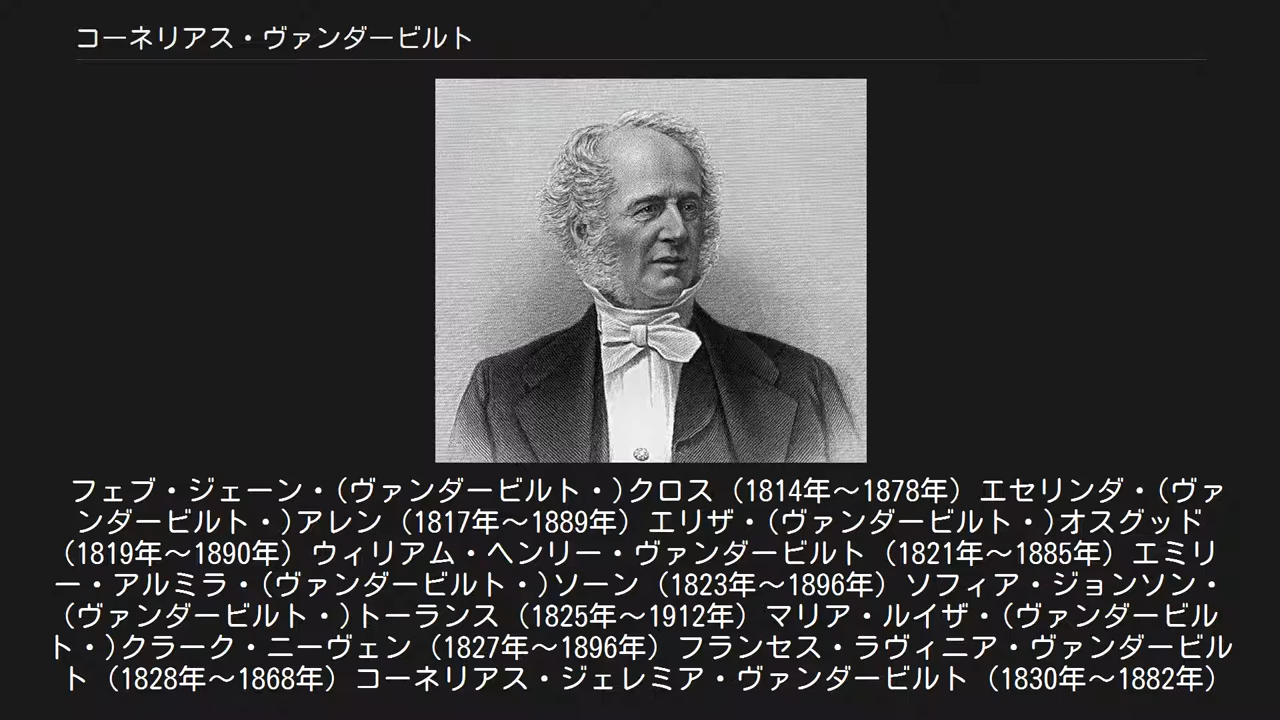 コーネリアス・ヴァンダービルト
フェブ・ジェーン・(ヴァンダービルト・)クロス（1814年～1878年）エセリンダ・(ヴァ
ンダービルト・)アレン（1817年～1889年）エリザ・(ヴァンダービルト・)オスグッド
（1819年～1890年）ウィリアム・ヘンリー・ヴァンダービルト（1821年～1885年）エミリ
ー・アルミラ・(ヴァンダービルト・)ソーン（1823年～1896年）ソフィア・ジョンソン・
(ヴァンダービルト・)トーランス（1825年～1912年）マリア・ルイザ・(ヴァンダービル
ト・)クラーク・ニーヴェン（1827年～1896年）フランセス・ラヴィニア・ヴァンダービル
ト（1828年～1868年）コーネリアス・ジェレミア・ヴァンダービルト（1830年～1882年）